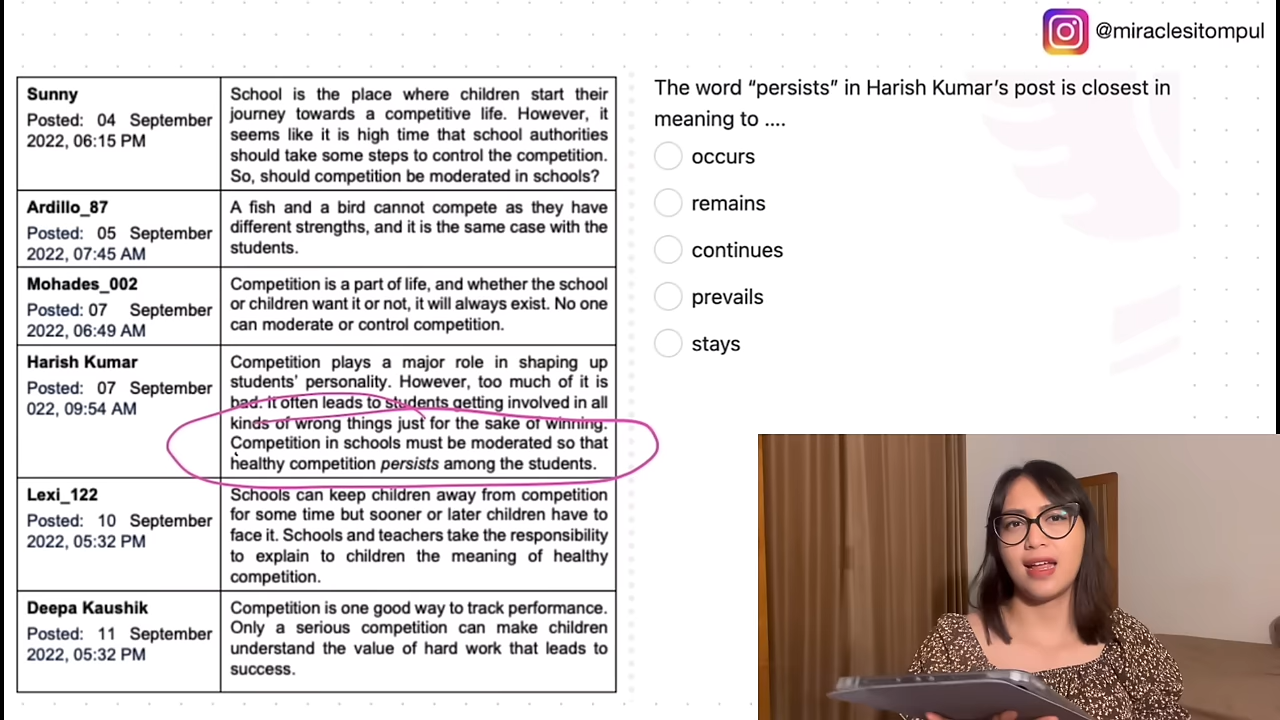 @miraclesitompul
Sunny
Posted: 04 September
2022, 06:15 PM
School is the place where children start their
journey towards a competitive life. However, it
seems like it is high time that school authorities
should take some steps to control the competition.
So, should competition be moderated in schools?
Ardillo_87
Posted: 05 September
2022, 07:45 AM
A fish and a bird cannot compete as they have
different strengths, and it is the same case with the
students.
Mohades_002
Posted: 07 September
2022, 06:49 AM
Competition is a part of life, and whether the school
or children want it or not, it will always exist. No one
can moderate or control competition.
Harish Kumar
Posted: 07 September
022, 09:54 AM
Competition plays a major role in shaping up
students' personality. However, too much of it is
bad. It often leads to students getting involved in all
kinds of wrong things just for the sake of winning.
Competition in schools must be moderated so that
healthy competition persists among the students.
Lexi_122
Posted: 10 September
2022, 05:32 PM
Schools can keep children away from competition
for some time but sooner or later children have to
face it. Schools and teachers take the responsibility
to explain to children the meaning of healthy
competition.
Deepa Kaushik
Posted: 11 September
2022, 05:32 PM
Competition is one good way to track performance.
Only a serious competition can make children
understand the value of hard work that leads to
success.
The word “persists” in Harish Kumar’s post is closest in
meaning to ....
occurs
remains
continues
prevails
stays